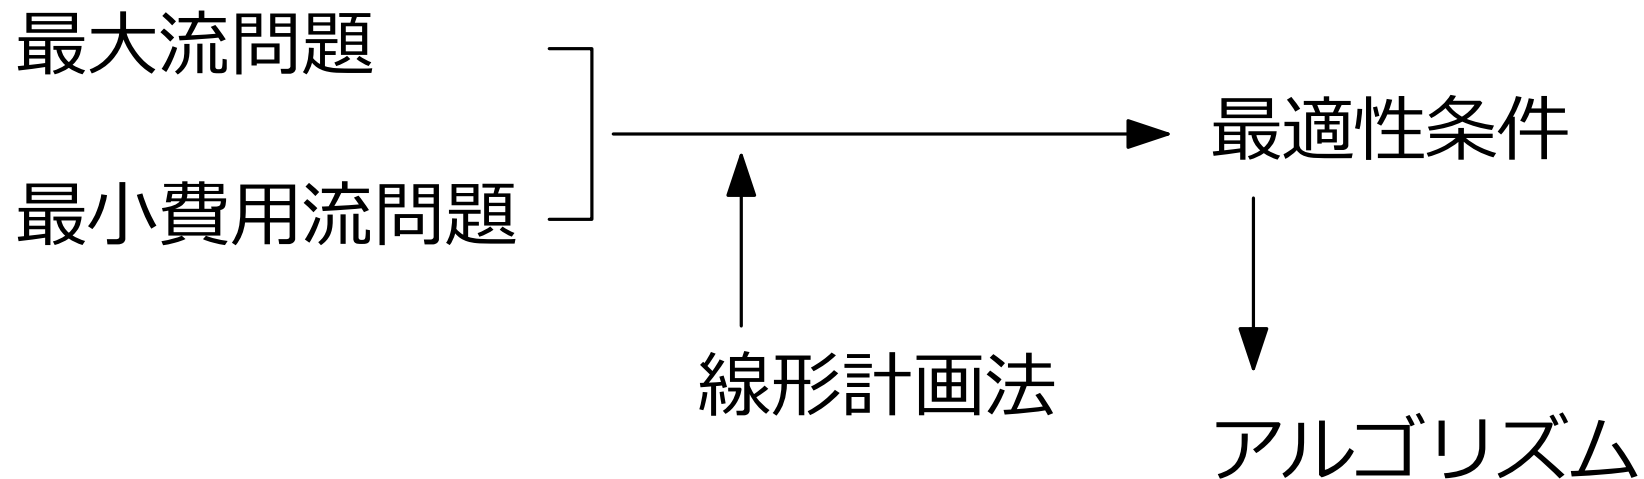 最大流問題
最小費用流問題
最適性条件
線形計画法
アルゴリズム